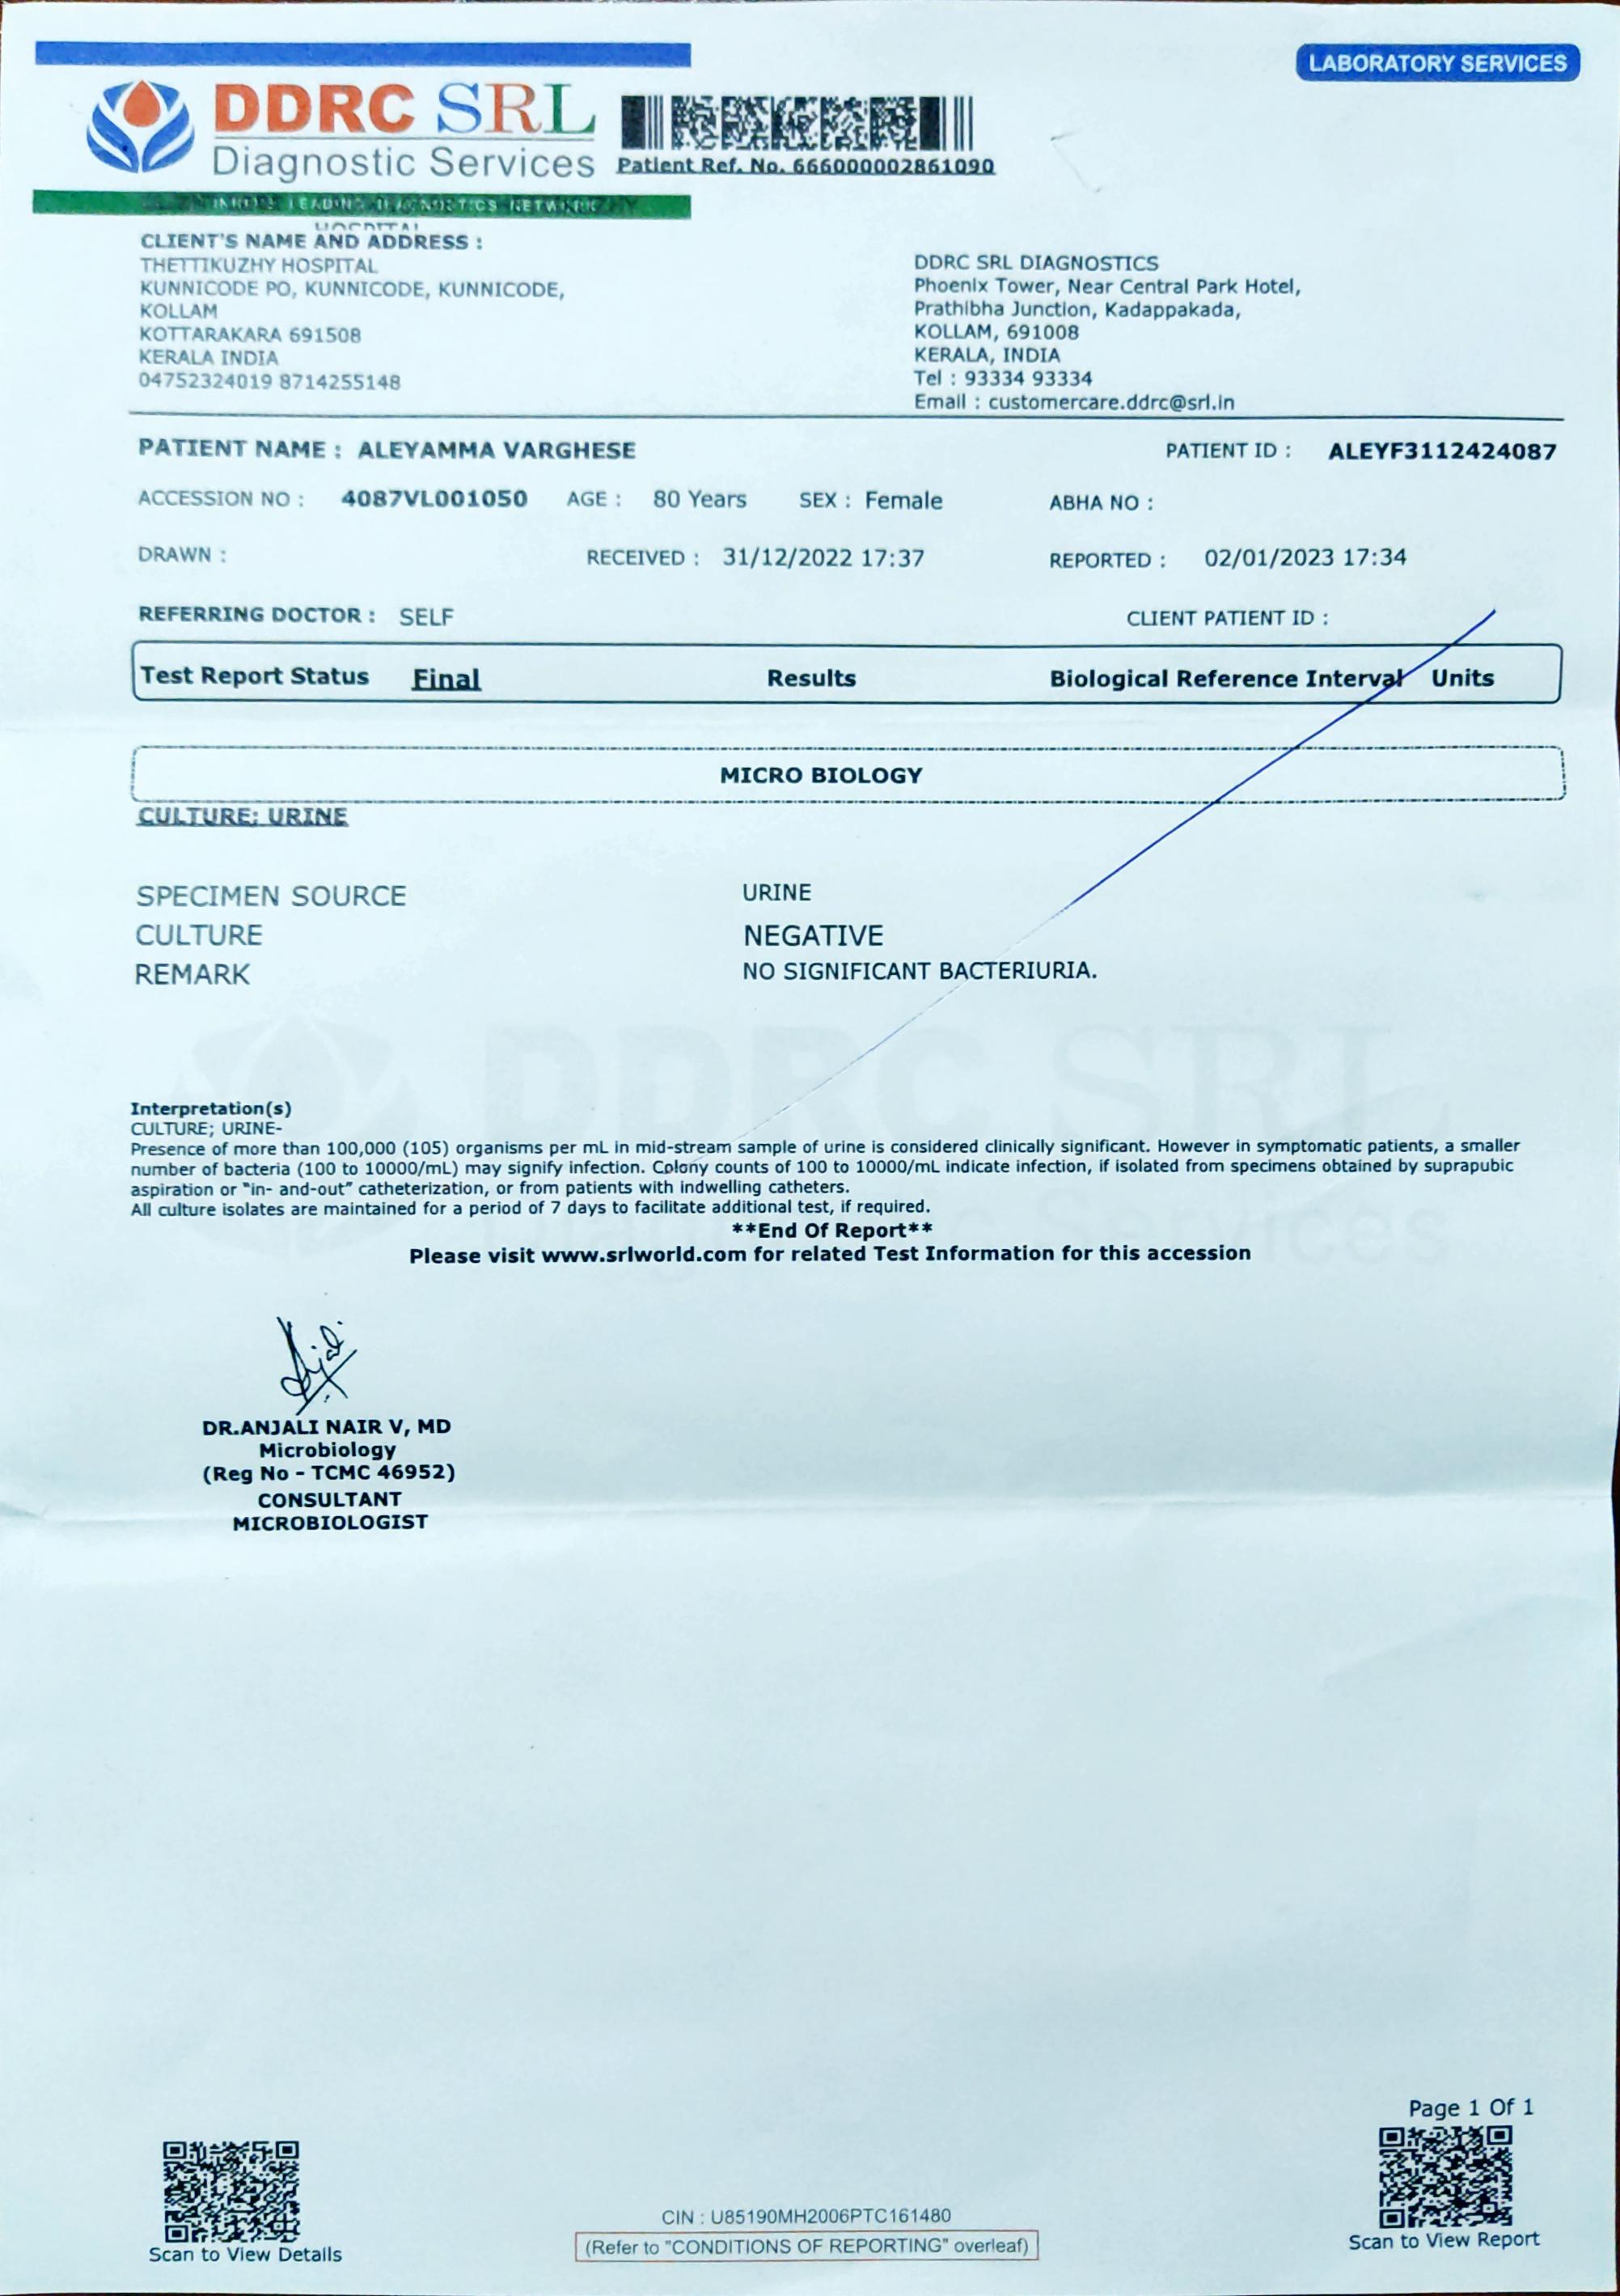 LABORATORY SERVICES
DDRC SRL
Diagnostic Services
Patient Ref. No. 666000002861090
LEADING DIAGNOSTICS NETWORK
HOSPITAL
CLIENT'S NAME AND ADDRESS :
THETTIKUZHY HOSPITAL
KUNNICODE PO, KUNNICODE, KUNNICODE,
KOLLAM
KOTTARAKARA 691508
KERALA INDIA
04752324019 8714255148
DDRC SRL DIAGNOSTICS
Phoenix Tower, Near Central Park Hotel,
Prathibha Junction, Kadappakada,
KOLLAM, 691008
KERALA, INDIA
Tel : 93334 93334
Email : customercare.ddrc@srl.in
PATIENT NAME : ALEYAMMA VARGHESE PATIENT ID : ALEYF3112424087
ACCESSION NO : 4087VL001050 AGE : 80 Years SEX : Female ABHA NO :
DRAWN : RECEIVED : 31/12/2022 17:37 REPORTED : 02/01/2023 17:34
REFERRING DOCTOR : SELF CLIENT PATIENT ID :
Test Report Status Final Results Biological Reference Interval Units
MICRO BIOLOGY
CULTURE; URINE
SPECIMEN SOURCE URINE
CULTURE NEGATIVE
REMARK NO SIGNIFICANT BACTERIURIA.
DDRC SRL
Interpretation(s)
CULTURE; URINE-
Presence of more than 100,000 (105) organisms per mL in mid-stream sample of urine is considered clinically significant. However in symptomatic patients, a smaller
number of bacteria (100 to 10000/mL) may signify infection. Colony counts of 100 to 10000/mL indicate infection, if isolated from specimens obtained by suprapubic
aspiration or "in- and-out" catheterization, or from patients with indwelling catheters.
All culture isolates are maintained for a period of 7 days to facilitate additional test, if required.
**End Of Report**
Please visit www.srlworld.com for related Test Information for this accession
DR.ANJALI NAIR V, MD
Microbiology
(Reg No - TCMC 46952)
CONSULTANT
MICROBIOLOGIST
Page 1 Of 1
Scan to View Details
CIN : U85190MH2006PTC161480
(Refer to "CONDITIONS OF REPORTING" overleaf)
Scan to View Report